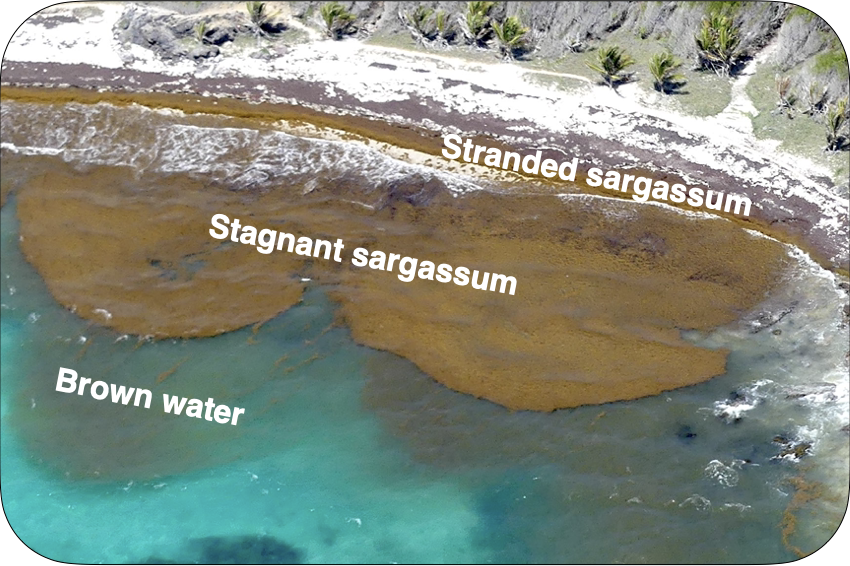 Stranded sargassum
Stagnant sargassum
Brown water